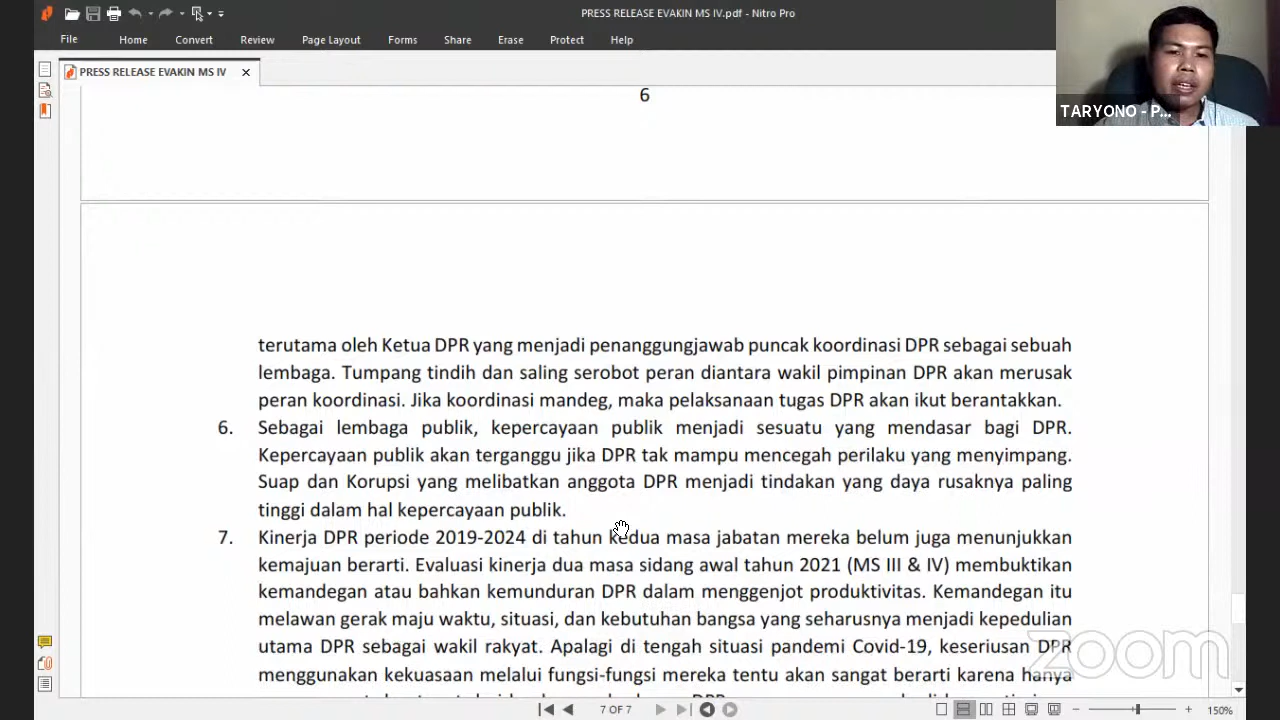 PRESS RELEASE EVAKIN MS IV.pdf - Nitro Pro
File Home Convert Review Page Layout Forms Share Erase Protect Help
PRESS RELEASE EVAKIN MS IV
TARYONO - P...
6
terutama oleh Ketua DPR yang menjadi penanggungjawab puncak koordinasi DPR sebagai sebuah
lembaga. Tumpang tindih dan saling serobot peran diantara wakil pimpinan DPR akan merusak
peran koordinasi. Jika koordinasi mandeg, maka pelaksanaan tugas DPR akan ikut berantakkan.
6. Sebagai lembaga publik, kepercayaan publik menjadi sesuatu yang mendasar bagi DPR.
Kepercayaan publik akan terganggu jika DPR tak mampu mencegah perilaku yang menyimpang.
Suap dan Korupsi yang melibatkan anggota DPR menjadi tindakan yang daya rusaknya paling
tinggi dalam hal kepercayaan publik.
7. Kinerja DPR periode 2019-2024 di tahun kedua masa jabatan mereka belum juga menunjukkan
kemajuan berarti. Evaluasi kinerja dua masa sidang awal tahun 2021 (MS III & IV) membuktikan
kemandegan atau bahkan kemunduran DPR dalam menggenjot produktivitas. Kemandegan itu
melawan gerak maju waktu, situasi, dan kebutuhan bangsa yang seharusnya menjadi kepedulian
utama DPR sebagai wakil rakyat. Apalagi di tengah situasi pandemi Covid-19, keseriusan DPR
menggunakan kekuasaan melalui fungsi-fungsi mereka tentu akan sangat berarti karena hanya
zoom
7 OF 7
150%